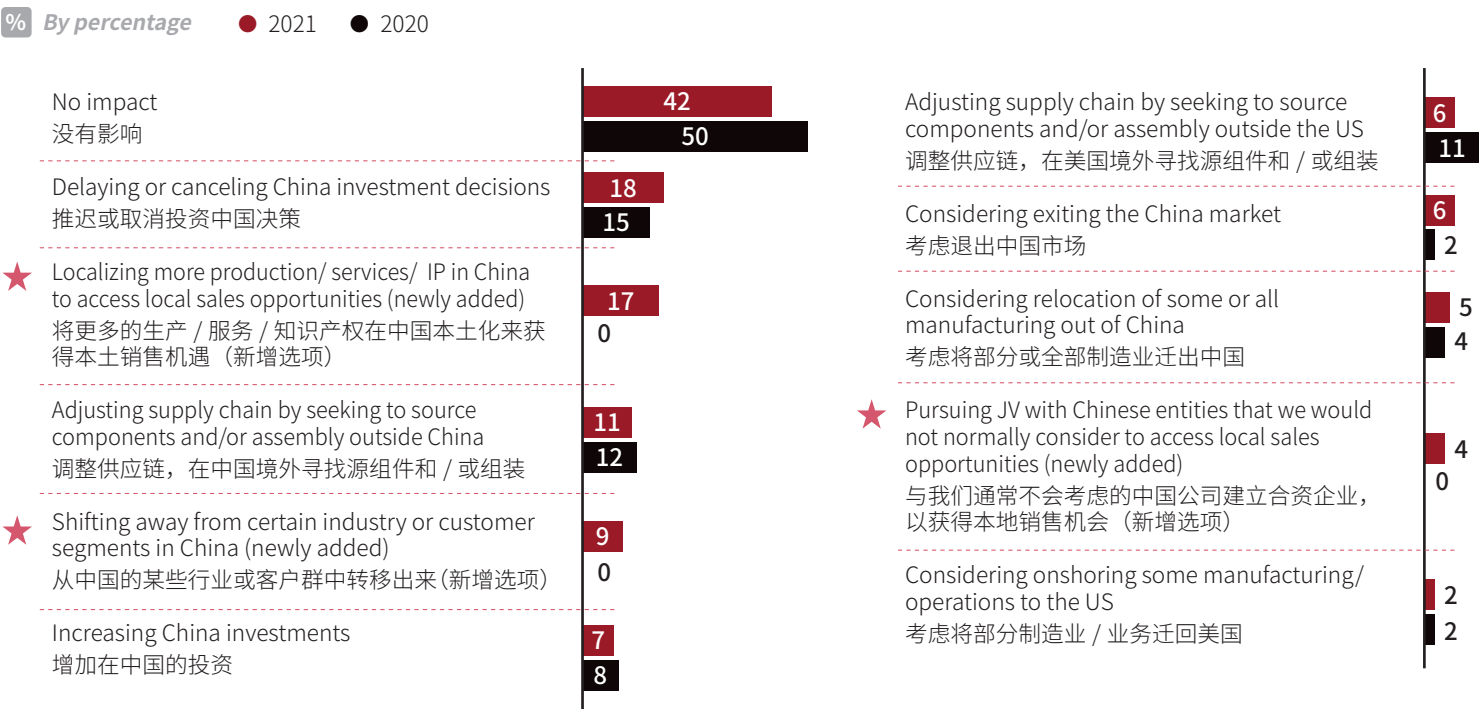 % By percentage ● 2021 ● 2020
No impact
没有影响
42
50
Delaying or canceling China investment decisions
推迟或取消投资中国决策
18
15
Localizing more production/ services/ IP in China
to access local sales opportunities (newly added)
将更多的生产 / 服务 / 知识产权在中国本土化来获
得本土销售机遇（新增选项）
17
0
Adjusting supply chain by seeking to source
components and/or assembly outside China
调整供应链，在中国境外寻找源组件和 / 或组装
11
12
Shifting away from certain industry or customer
segments in China (newly added)
从中国的某些行业或客户群中转移出来（新增选项）
9
0
Increasing China investments
增加在中国的投资
7
8
Adjusting supply chain by seeking to source
components and/or assembly outside the US
调整供应链，在美国境外寻找源组件和 / 或组装
6
11
Considering exiting the China market
考虑退出中国市场
6
2
Considering relocation of some or all
manufacturing out of China
考虑将部分或全部制造业迁出中国
5
4
Pursuing JV with Chinese entities that we would
not normally consider to access local sales
opportunities (newly added)
与我们通常不会考虑的中国公司建立合资企业，
以获得本地销售机会（新增选项）
4
0
Considering onshoring some manufacturing/
operations to the US
考虑将部分制造业 / 业务迁回美国
2
2